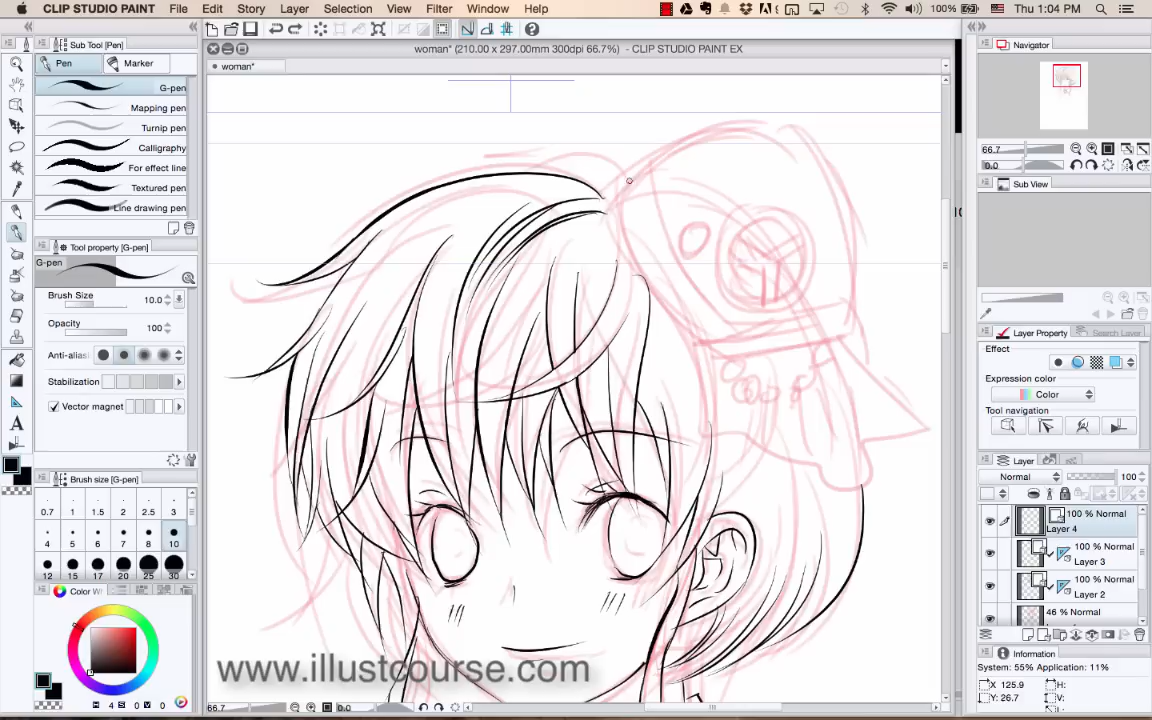 CLIP STUDIO PAINT File Edit Story Layer Selection View Filter Window Help 100% Thu 1:04 PM
woman* (210.00 x 297.00mm 300dpi 66.7%) - CLIP STUDIO PAINT EX
woman*
Sub Tool [Pen]
Pen Marker
G-pen
Mapping pen
Turnip pen
Calligraphy
For effect line
Textured pen
Line drawing pen
Tool property [G-pen]
G-pen
Brush Size 10.0
Opacity 100
Anti-alias
Stabilization
Vector magnet
Brush size [G-pen]
0.7 1 1.5 2 2.5 3
4 5 6 7 8 10
12 15 17 20 25 30
Color
H 4 S 0 V 0
www.illustcourse.com
66.7 0.0
Navigator
66.7
0.0
Sub View
Layer Property Search Layer
Effect
Expression color
Color
Tool navigation
Layer
Normal 100
100 % Normal
Layer 4
100 % Normal
Layer 3
100 % Normal
Layer 2
46 % Normal
Information
System: 55% Application: 11%
X 125.9 H:
Y: 26.7 V: